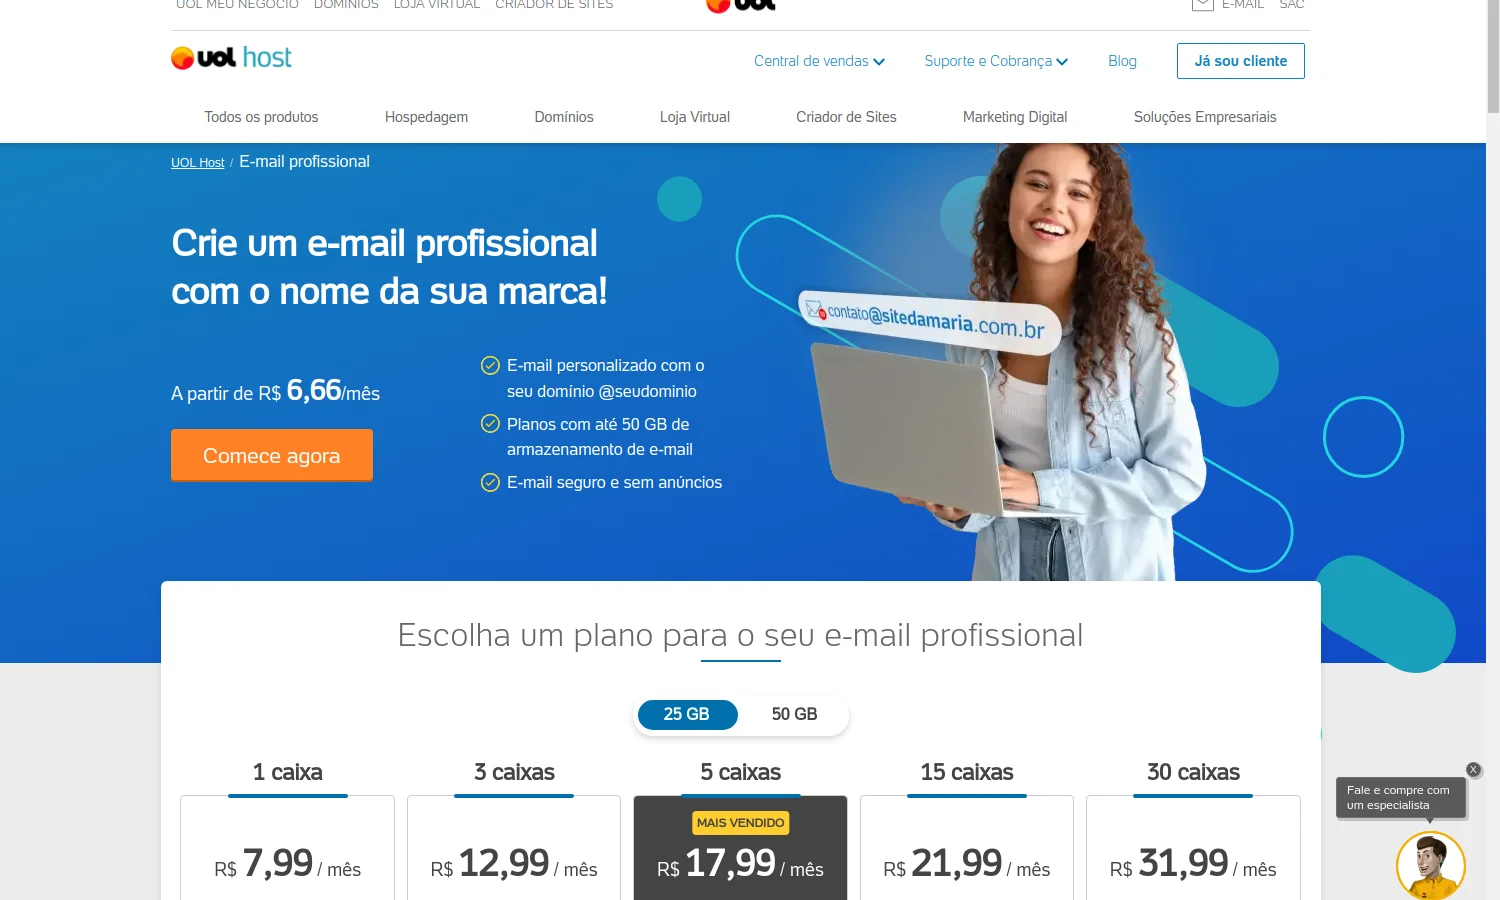 UOL MEU NEGÓCIO DOMÍNIOS LOJA VIRTUAL CRIADOR DE SITES
uol
E-MAIL SAC
uol host
Central de vendas
Suporte e Cobrança
Blog
Já sou cliente
Todos os produtos
Hospedagem
Domínios
Loja Virtual
Criador de Sites
Marketing Digital
Soluções Empresariais
UOL Host / E-mail profissional
Crie um e-mail profissional
com o nome da sua marca!
A partir de R$ 6,66/mês
Comece agora
E-mail personalizado com o
seu domínio @seudominio
Planos com até 50 GB de
armazenamento de e-mail
E-mail seguro e sem anúncios
contato@sitedamaria.com.br
Escolha um plano para o seu e-mail profissional
25 GB
50 GB
1 caixa
3 caixas
5 caixas
15 caixas
30 caixas
MAIS VENDIDO
R$ 7,99 / mês
R$ 12,99 / mês
R$ 17,99 / mês
R$ 21,99 / mês
R$ 31,99 / mês
X
Fale e compre com
um especialista